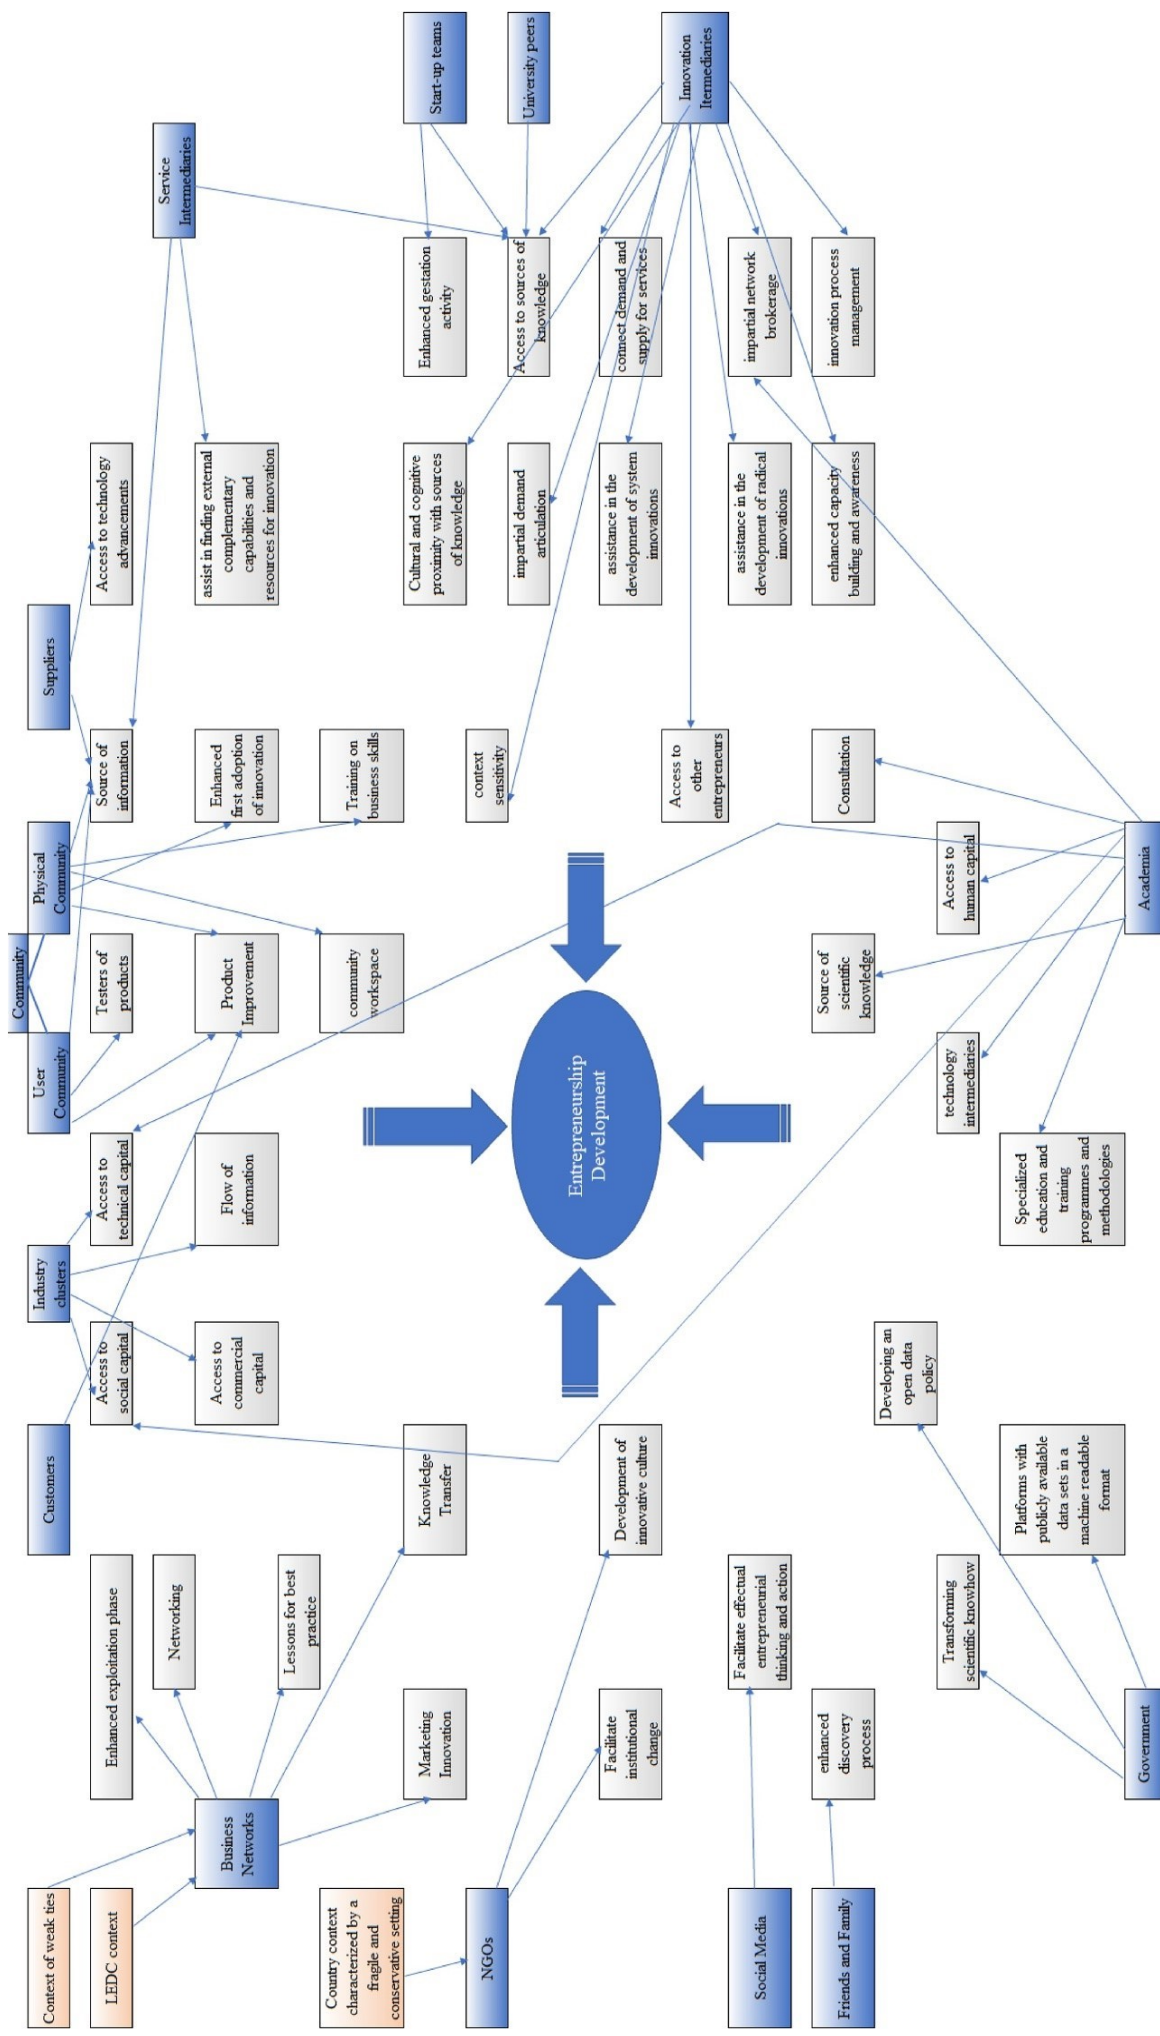 Context of weak ties
LEDC context
Business
Networks
Enhanced exploitation phase
Networking
Lessons for best
practice
Knowledge
Transfer
Marketing
Innovation
Country context
characterized by a
fragile and
conservative setting
NGOs
Development of
innovative culture
Facilitate
institutional
change
Social Media
Facilitate effectual
entrepreneurial
thinking and action
Friends and Family
enhanced
discovery
process
Government
Transforming
scientific knowhow
Platforms with
publicly available
data sets in a
machine readable
format
Developing an
open data
policy
Customers
Industry
clusters
Access to
social capital
Access to
technical capital
Access to
commercial
capital
Flow of
information
Community
User
Community
Physical
Community
Testers of
products
Product
Improvement
community
workspace
Source of
information
Enhanced
first adoption
of innovation
Training on
business skills
Entrepreneurship
Development
Suppliers
Access to technology
advancements
Service
Intermediaries
assist in finding external
complementary
capabilities and
resources for innovation
Start-up teams
University peers
Innovation
Itermediaries
Enhanced gestation
activity
Access to sources of
knowledge
connect demand and
supply for services
impartial network
brokerage
innovation process
management
Cultural and cognitive
proximity with sources
of knowledge
impartial demand
articulation
assistance in the
development of system
innovations
assistance in the
development of radical
innovations
enhanced capacity
building and awareness
context
sensitivity
Access to
other
entrepreneurs
Consultation
Access to
human capital
Source of
scientific
knowledge
technology
intermediaries
Specialized
education and
training
programmes and
methodologies
Academia